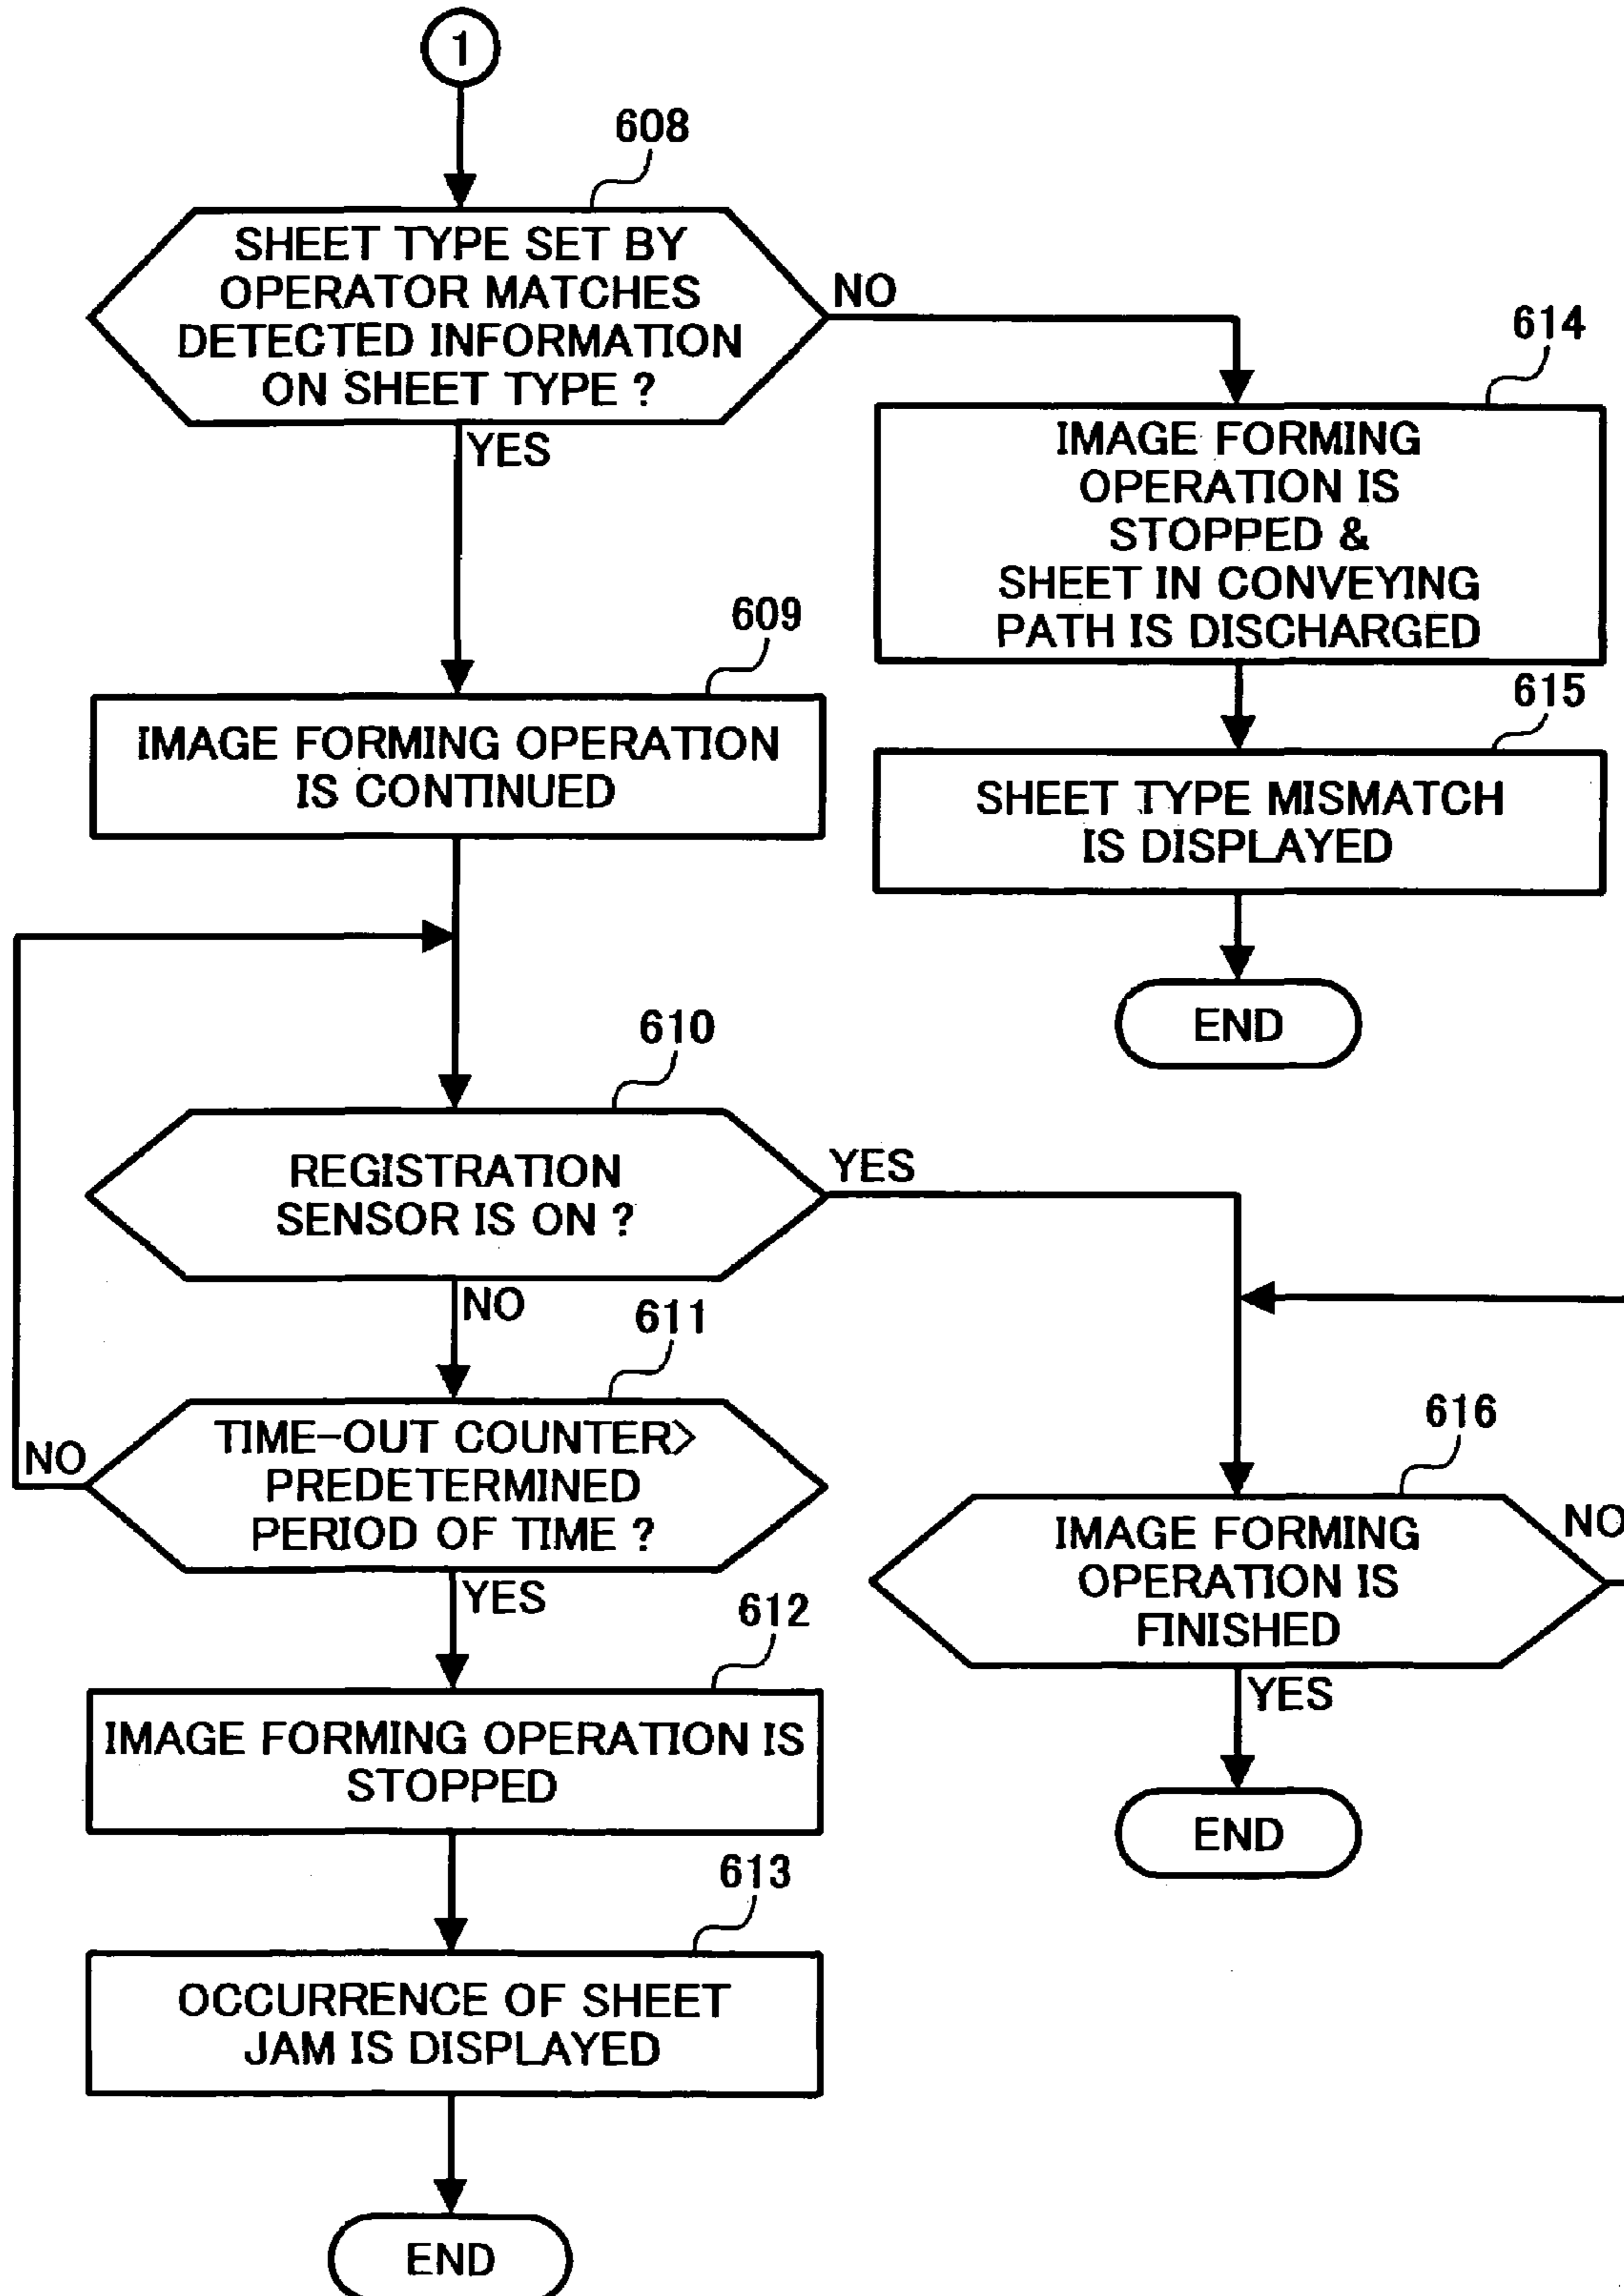 1
608
SHEET TYPE SET BY
OPERATOR MATCHES
DETECTED INFORMATION
ON SHEET TYPE ?
NO
YES
614
IMAGE FORMING
OPERATION IS
STOPPED &
SHEET IN CONVEYING
PATH IS DISCHARGED
609
IMAGE FORMING OPERATION
IS CONTINUED
615
SHEET TYPE MISMATCH
IS DISPLAYED
END
610
REGISTRATION
SENSOR IS ON ?
YES
NO
611
TIME-OUT COUNTER>
PREDETERMINED
PERIOD OF TIME ?
NO
YES
616
IMAGE FORMING
OPERATION IS
FINISHED
NO
YES
END
612
IMAGE FORMING OPERATION IS
STOPPED
613
OCCURRENCE OF SHEET
JAM IS DISPLAYED
END